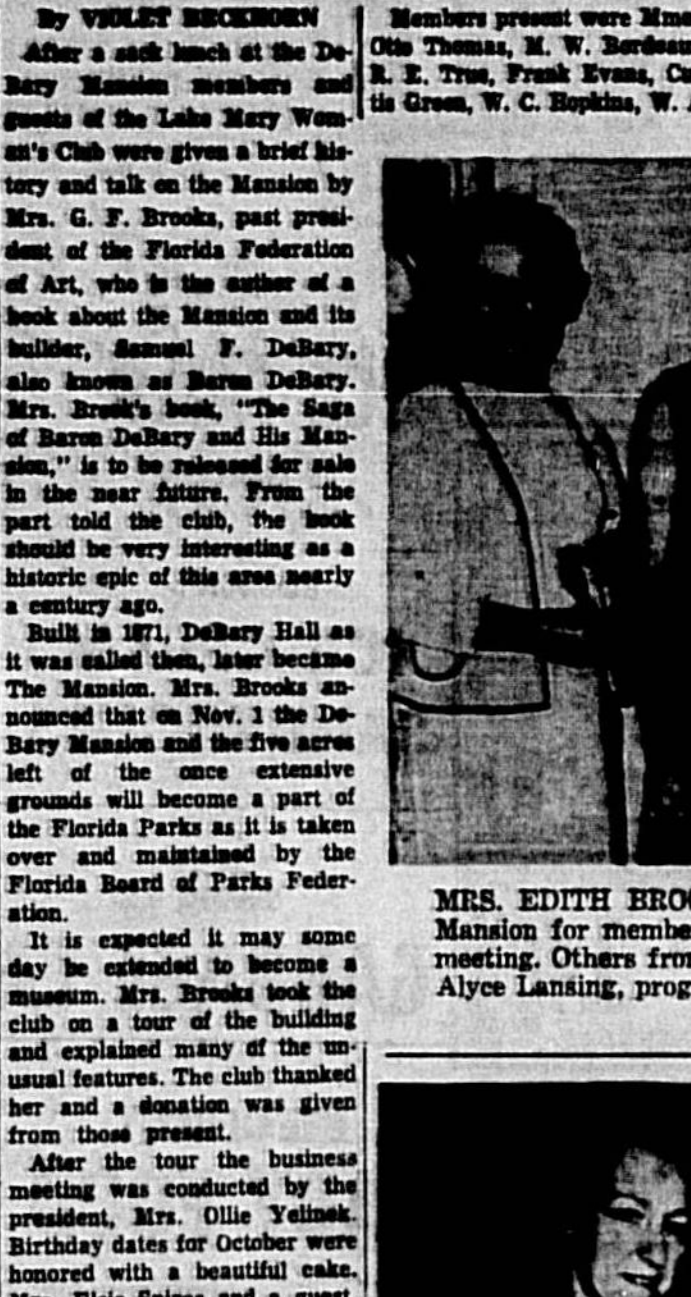 By VIOLET BECKHORN
After a sack lunch at the De-
Bary Mansion members and
guests of the Lake Mary Wom-
an's Club were given a brief his-
tory and talk on the Mansion by
Mrs. G. F. Brooks, past presi-
dent of the Florida Federation
of Art, who is the author of a
book about the Mansion and its
builder, Samuel F. DeBary,
also known as Baron DeBary.
Mrs. Brook's book, "The Saga
of Baron DeBary and His Man-
sion," is to be released for sale
in the near future. From the
part told the club, the book
should be very interesting as a
historic epic of this area nearly
a century ago.
Built in 1871, DeBary Hall as
it was called then, later became
The Mansion. Mrs. Brooks an-
nounced that on Nov. 1 the De-
Bary Mansion and the five acres
left of the once extensive
grounds will become a part of
the Florida Parks as it is taken
over and maintained by the
Florida Board of Parks Feder-
ation.
It is expected it may some
day be extended to become a
museum. Mrs. Brooks took the
club on a tour of the building
and explained many of the un-
usual features. The club thanked
her and a donation was given
from those present.
After the tour the business
meeting was conducted by the
president, Mrs. Ollie Yelinek.
Birthday dates for October were
honored with a beautiful cake.
and a guest,
Members present were Mme
Otto Thomas, M. W. Bordeau
R. E. True, Frank Evans, Cu
tis Green, W. C. Hopkins, W.
MRS. EDITH BROO
Mansion for membe
meeting. Others fro
Alyce Lansing, prog